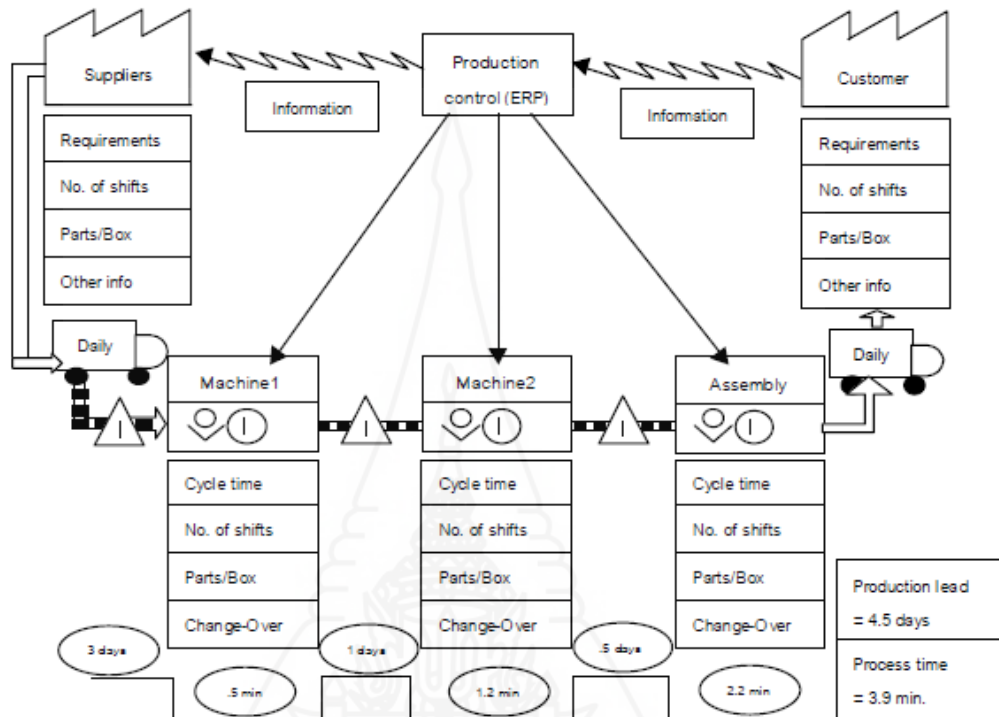 Suppliers
Production
control (ERP)
Customer
Information
Information
Requirements
No. of shifts
Parts/Box
Other info
Requirements
No. of shifts
Parts/Box
Other info
Daily
Daily
Machine1
Machine2
Assembly
I
I
I
I
I
I
Cycle time
No. of shifts
Parts/Box
Change-Over
Cycle time
No. of shifts
Parts/Box
Change-Over
Cycle time
No. of shifts
Parts/Box
Change-Over
3 days
.5 min
1 days
1.2 min
.5 days
2.2 min
Production lead
= 4.5 days
Process time
= 3.9 min.